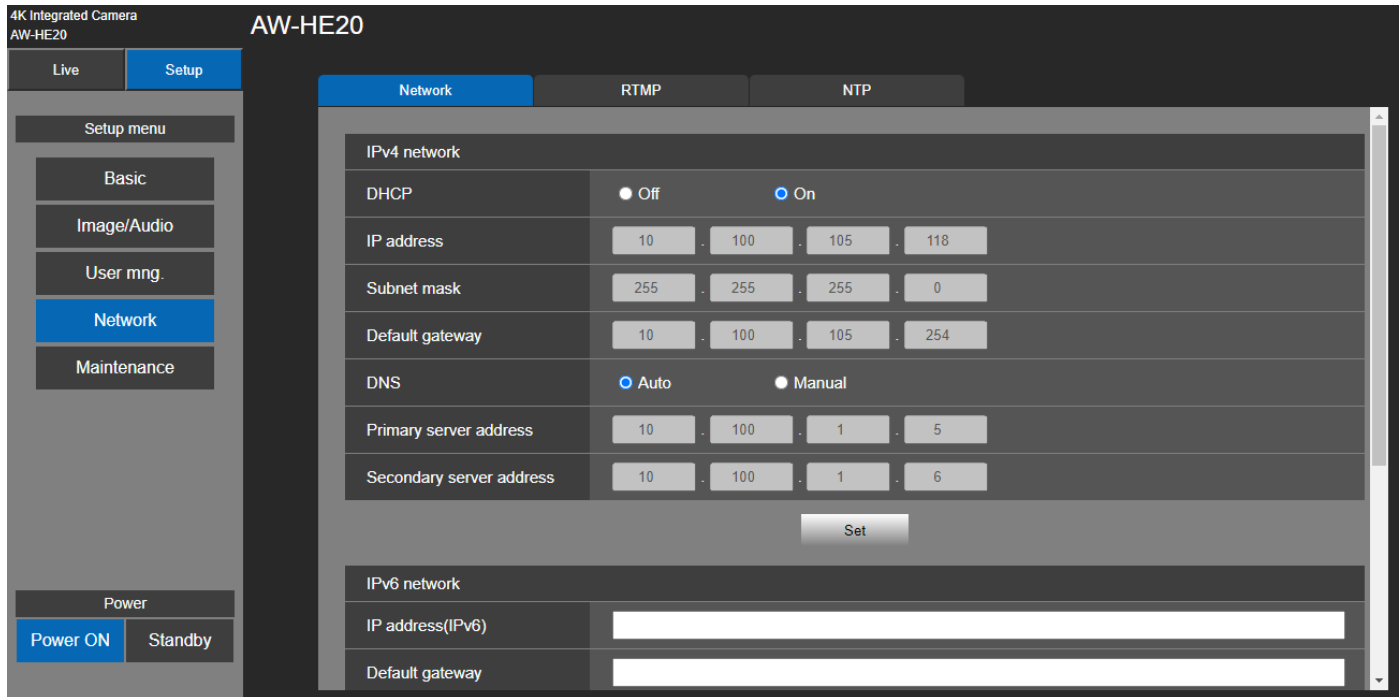 4K Integrated Camera
AW-HE20
AW-HE20
Live Setup
Network RTMP NTP
Setup menu
Basic
Image/Audio
User mng.
Network
Maintenance
Power
Power ON Standby
IPv4 network
DHCP Off On
IP address 10 . 100 . 105 . 118
Subnet mask 255 . 255 . 255 . 0
Default gateway 10 . 100 . 105 . 254
DNS Auto Manual
Primary server address 10 . 100 . 1 . 5
Secondary server address 10 . 100 . 1 . 6
Set
IPv6 network
IP address(IPv6)
Default gateway